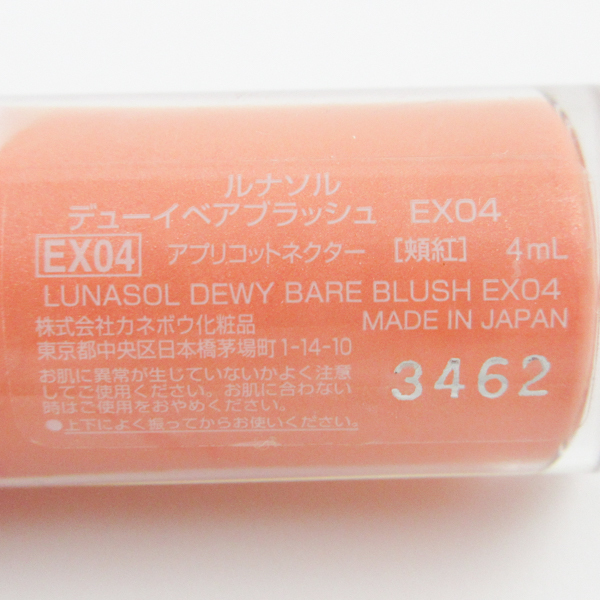 ルナソル
デューイベアブラッシュ EX04
EX04 アプリコットネクター [頬紅] 4mL
LUNASOL DEWY BARE BLUSH EX04
株式会社カネボウ化粧品 MADE IN JAPAN
東京都中央区日本橋茅場町1-14-10
お肌に異常が生じていないかよく注意
してご使用ください。お肌に合わない
時はご使用をおやめください。
●上下によく振ってからお使いください。
3462